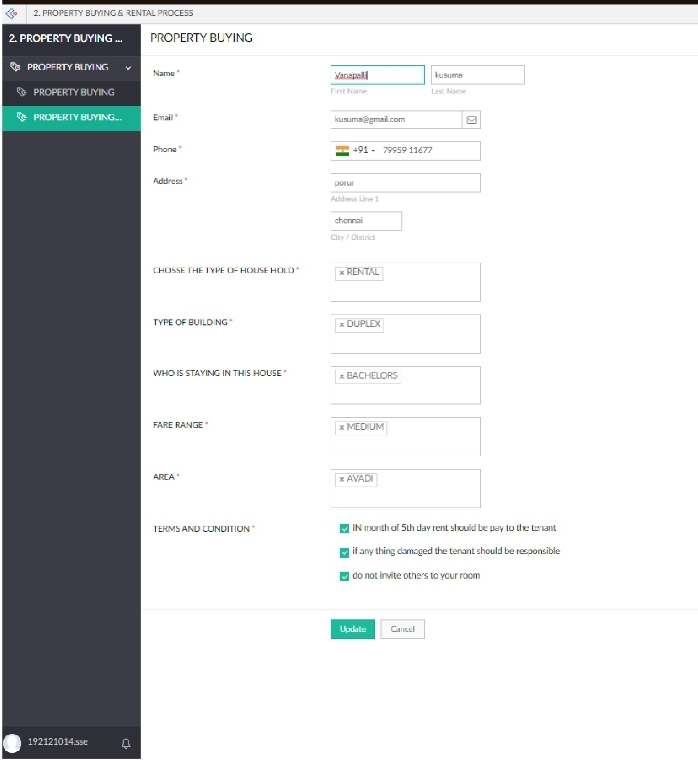 2. PROPERTY BUYING & RENTAL PROCESS
2. PROPERTY BUYING ...
PROPERTY BUYING
PROPERTY BUYING
PROPERTY BUYING...
192121014.sse
PROPERTY BUYING
Name *
Vanapalli kusuma
First Name Last Name
Email *
kusuma@gmail.com
Phone *
+91 - 79959 11677
Address *
porur
Address Line 1
chennai
City / District
CHOSSE THE TYPE OF HOUSE HOLD *
x RENTAL
TYPE OF BUILDING *
x DUPLEX
WHO IS STAYING IN THIS HOUSE *
x BACHELORS
FARE RANGE *
x MEDIUM
AREA *
x AVADI
TERMS AND CONDITION *
IN month of 5th day rent should be pay to the tenant
if any thing damaged the tenant should be responsible
do not invite others to your room
Update Cancel